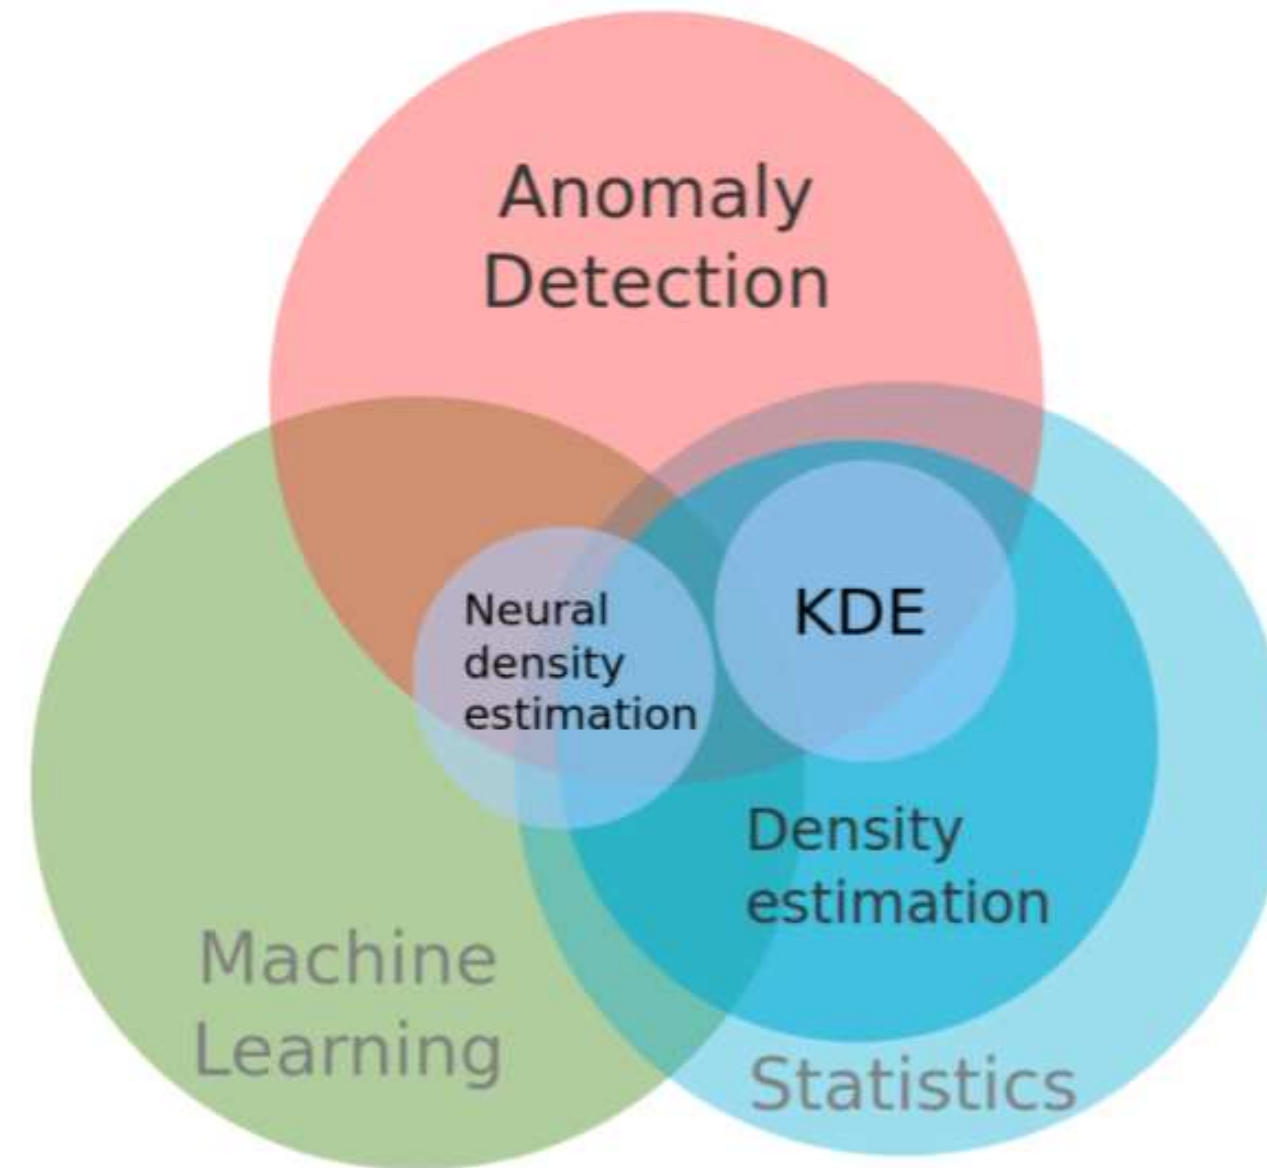 Anomaly
Detection
Neural
density
estimation
KDE
Density
estimation
Machine
Learning
Statistics